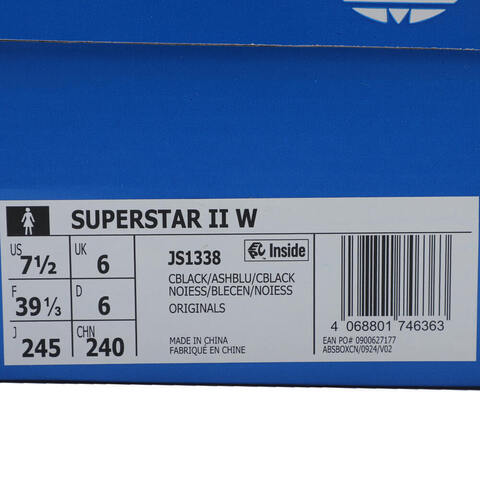 SUPERSTAR II W
US 7½ UK 6
F 39⅓ D 6
J 245 CHN 240
JS1338 Inside
CBLACK/ASHBLU/CBLACK
NOIESS/BLECEN/NOIESS
ORIGINALS
MADE IN CHINA
FABRIQUÉ EN CHINE
4 068801 746363
EAN PO# 0900627177
ABSBOXCN/0924/V02